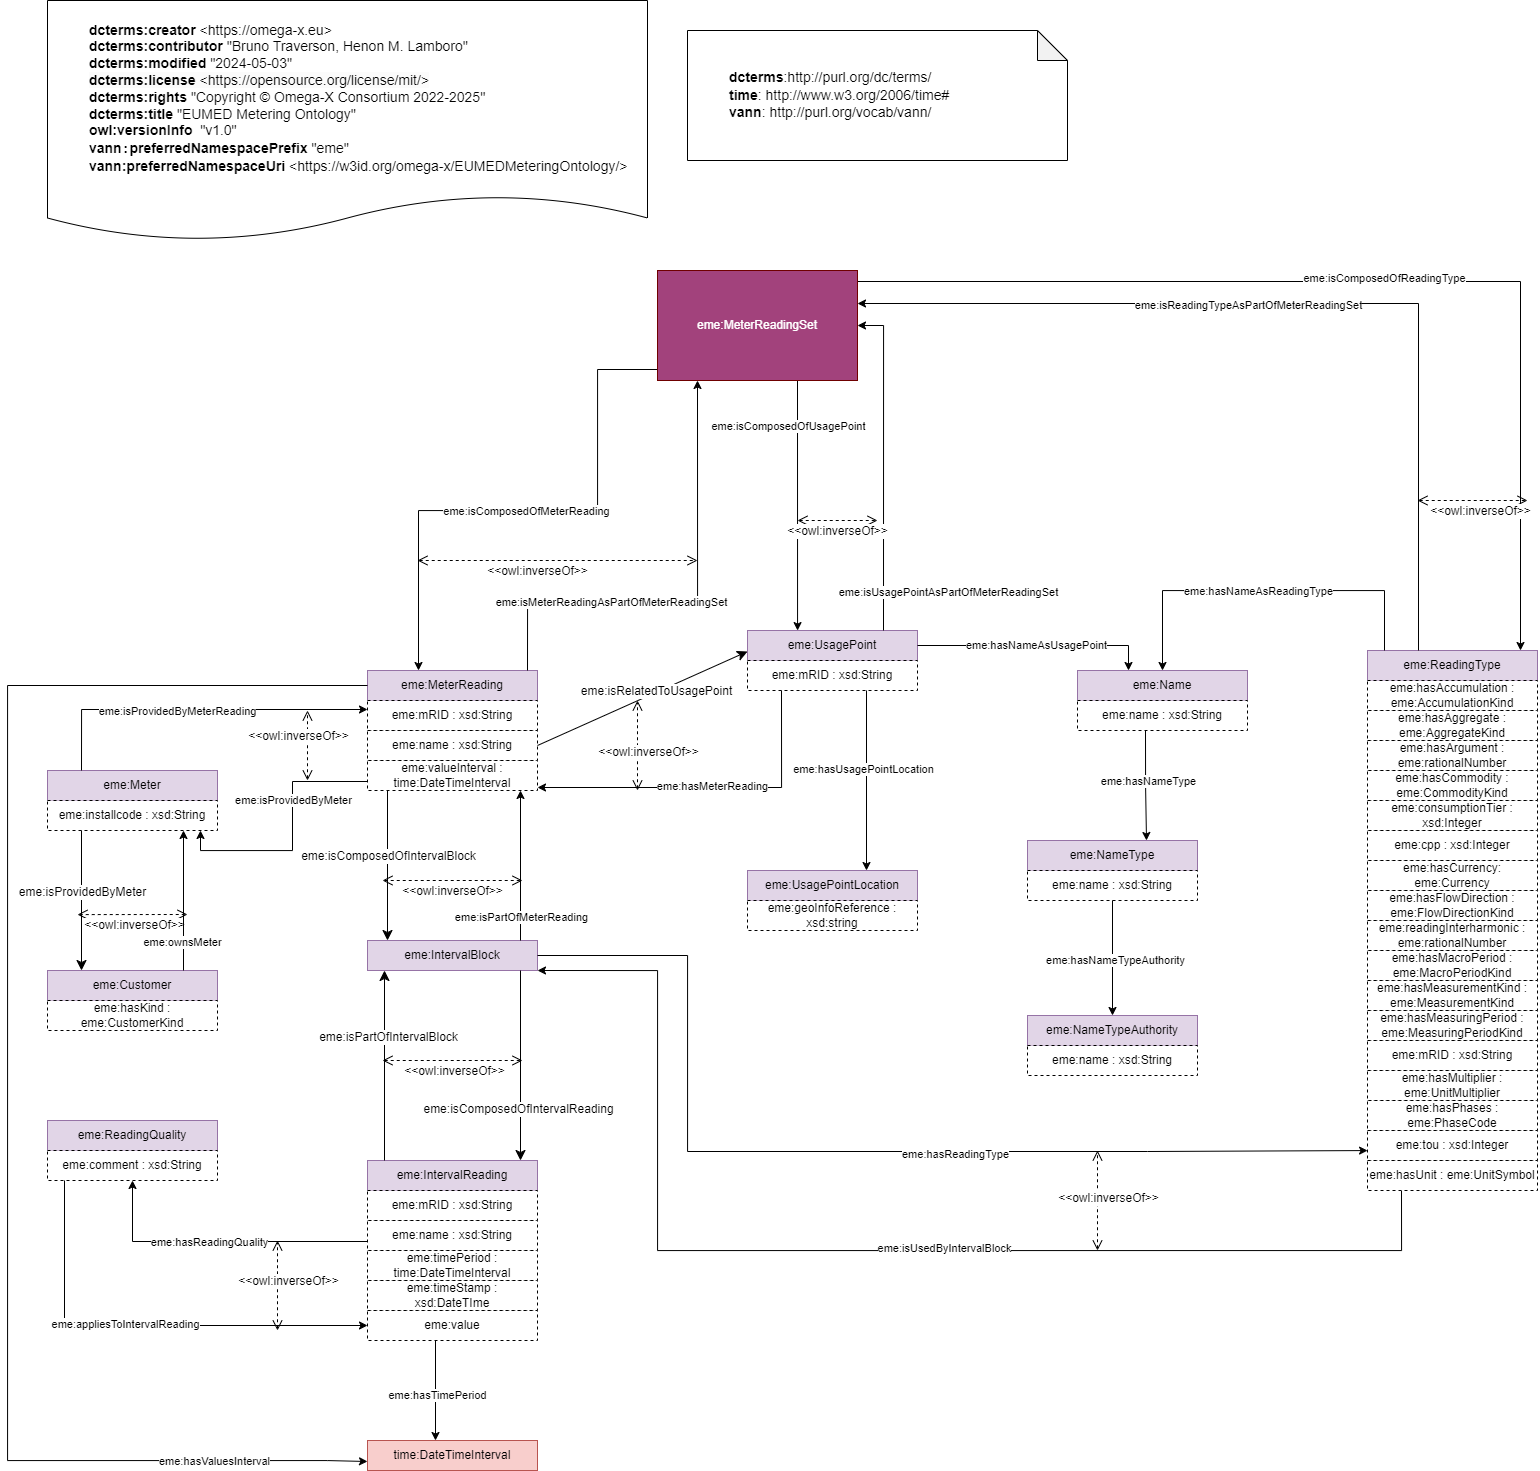 dcterms:creator <https://omega-x.eu>
dcterms:contributor "Bruno Traverson, Henon M. Lamboro"
dcterms:modified "2024-05-03"
dcterms:license <https://opensource.org/license/mit/>
dcterms:rights "Copyright © Omega-X Consortium 2022-2025"
dcterms:title "EUMED Metering Ontology"
owl:versionInfo "v1.0"
vann:preferredNamespacePrefix "eme"
vann:preferredNamespaceUri <https://w3id.org/omega-x/EUMEDMeteringOntology/>
dcterms:http://purl.org/dc/terms/
time: http://www.w3.org/2006/time#
vann: http://purl.org/vocab/vann/
eme:MeterReadingSet
eme:isComposedOfReadingType
eme:isReadingTypeAsPartOfMeterReadingSet
eme:isComposedOfUsagePoint
eme:isComposedOfMeterReading
<<owl:inverseOf>>
<<owl:inverseOf>>
<<owl:inverseOf>>
eme:isMeterReadingAsPartOfMeterReadingSet
eme:isUsagePointAsPartOfMeterReadingSet
eme:hasNameAsReadingType
eme:UsagePoint
eme:mRID : xsd:String
eme:hasNameAsUsagePoint
eme:MeterReading
eme:mRID : xsd:String
eme:name : xsd:String
eme:valueInterval :
time:DateTimeInterval
eme:isRelatedToUsagePoint
<<owl:inverseOf>>
eme:hasMeterReading
eme:hasUsagePointLocation
eme:isProvidedByMeterReading
<<owl:inverseOf>>
eme:isProvidedByMeter
eme:Meter
eme:installcode : xsd:String
eme:isProvidedByMeter
<<owl:inverseOf>>
eme:ownsMeter
eme:Customer
eme:hasKind :
eme:CustomerKind
eme:isComposedOfIntervalBlock
<<owl:inverseOf>>
eme:isPartOfMeterReading
eme:UsagePointLocation
eme:geoInfoReference :
xsd:string
eme:Name
eme:name : xsd:String
eme:hasNameType
eme:NameType
eme:name : xsd:String
eme:hasNameTypeAuthority
eme:NameTypeAuthority
eme:name : xsd:String
eme:ReadingType
eme:hasAccumulation :
eme:AccumulationKind
eme:hasAggregate :
eme:AggregateKind
eme:hasArgument :
eme:rationalNumber
eme:hasCommodity :
eme:CommodityKind
eme:consumptionTier :
xsd:Integer
eme:cpp : xsd:Integer
eme:hasCurrency:
eme:Currency
eme:hasFlowDirection :
eme:FlowDirectionKind
eme:readingInterharmonic :
eme:rationalNumber
eme:hasMacroPeriod :
eme:MacroPeriodKind
eme:hasMeasurementKind :
eme:MeasurementKind
eme:hasMeasuringPeriod :
eme:MeasuringPeriodKind
eme:mRID : xsd:String
eme:hasMultiplier :
eme:UnitMultiplier
eme:hasPhases :
eme:PhaseCode
eme:tou : xsd:Integer
eme:hasUnit : eme:UnitSymbol
eme:IntervalBlock
eme:isPartOfIntervalBlock
<<owl:inverseOf>>
eme:isComposedOfIntervalReading
eme:hasReadingType
<<owl:inverseOf>>
eme:isUsedByIntervalBlock
eme:ReadingQuality
eme:comment : xsd:String
eme:hasReadingQuality
<<owl:inverseOf>>
eme:appliesToIntervalReading
eme:IntervalReading
eme:mRID : xsd:String
eme:name : xsd:String
eme:timePeriod :
time:DateTimeInterval
eme:timeStamp :
xsd:DateTIme
eme:value
eme:hasTimePeriod
time:DateTimeInterval
eme:hasValuesInterval